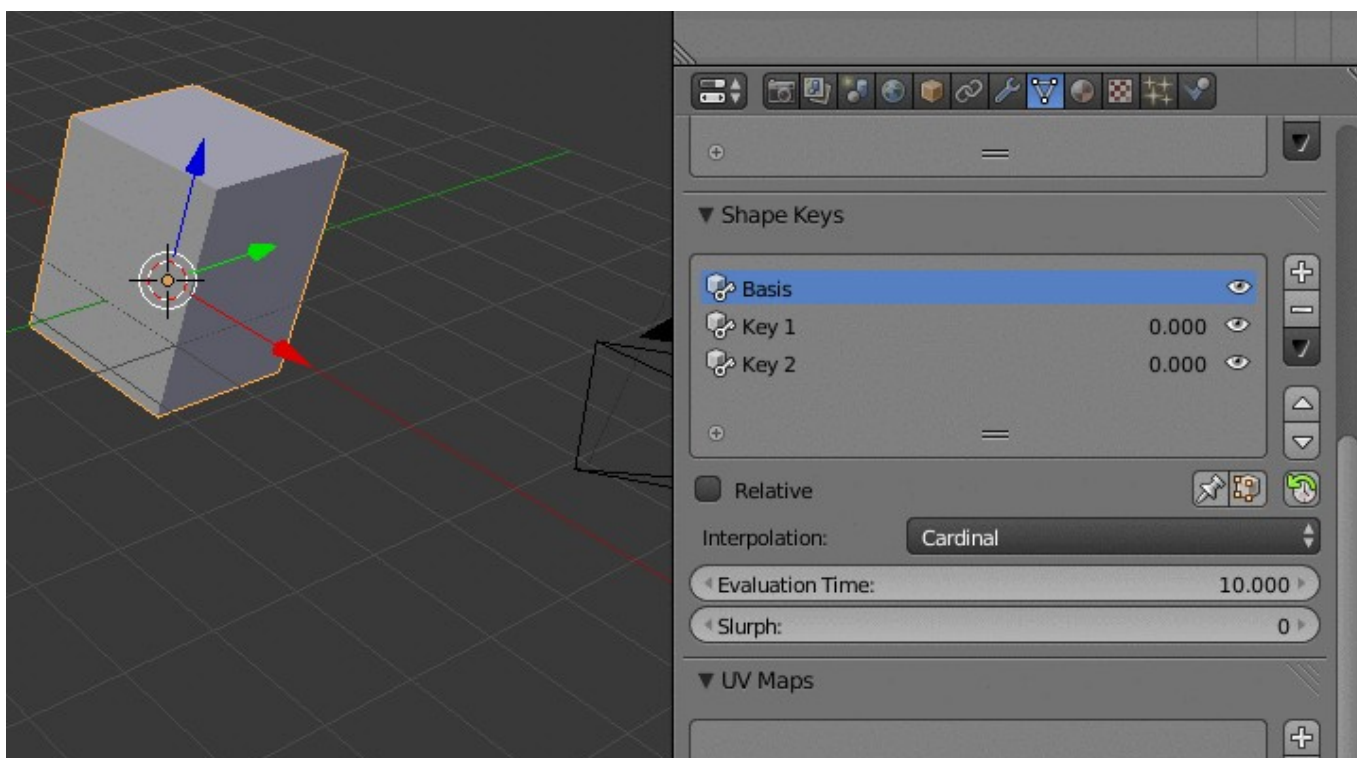 Shape Keys
Basis
Key 1 0.000
Key 2 0.000
Relative
Interpolation: Cardinal
Evaluation Time: 10.000
Slurph: 0
UV Maps